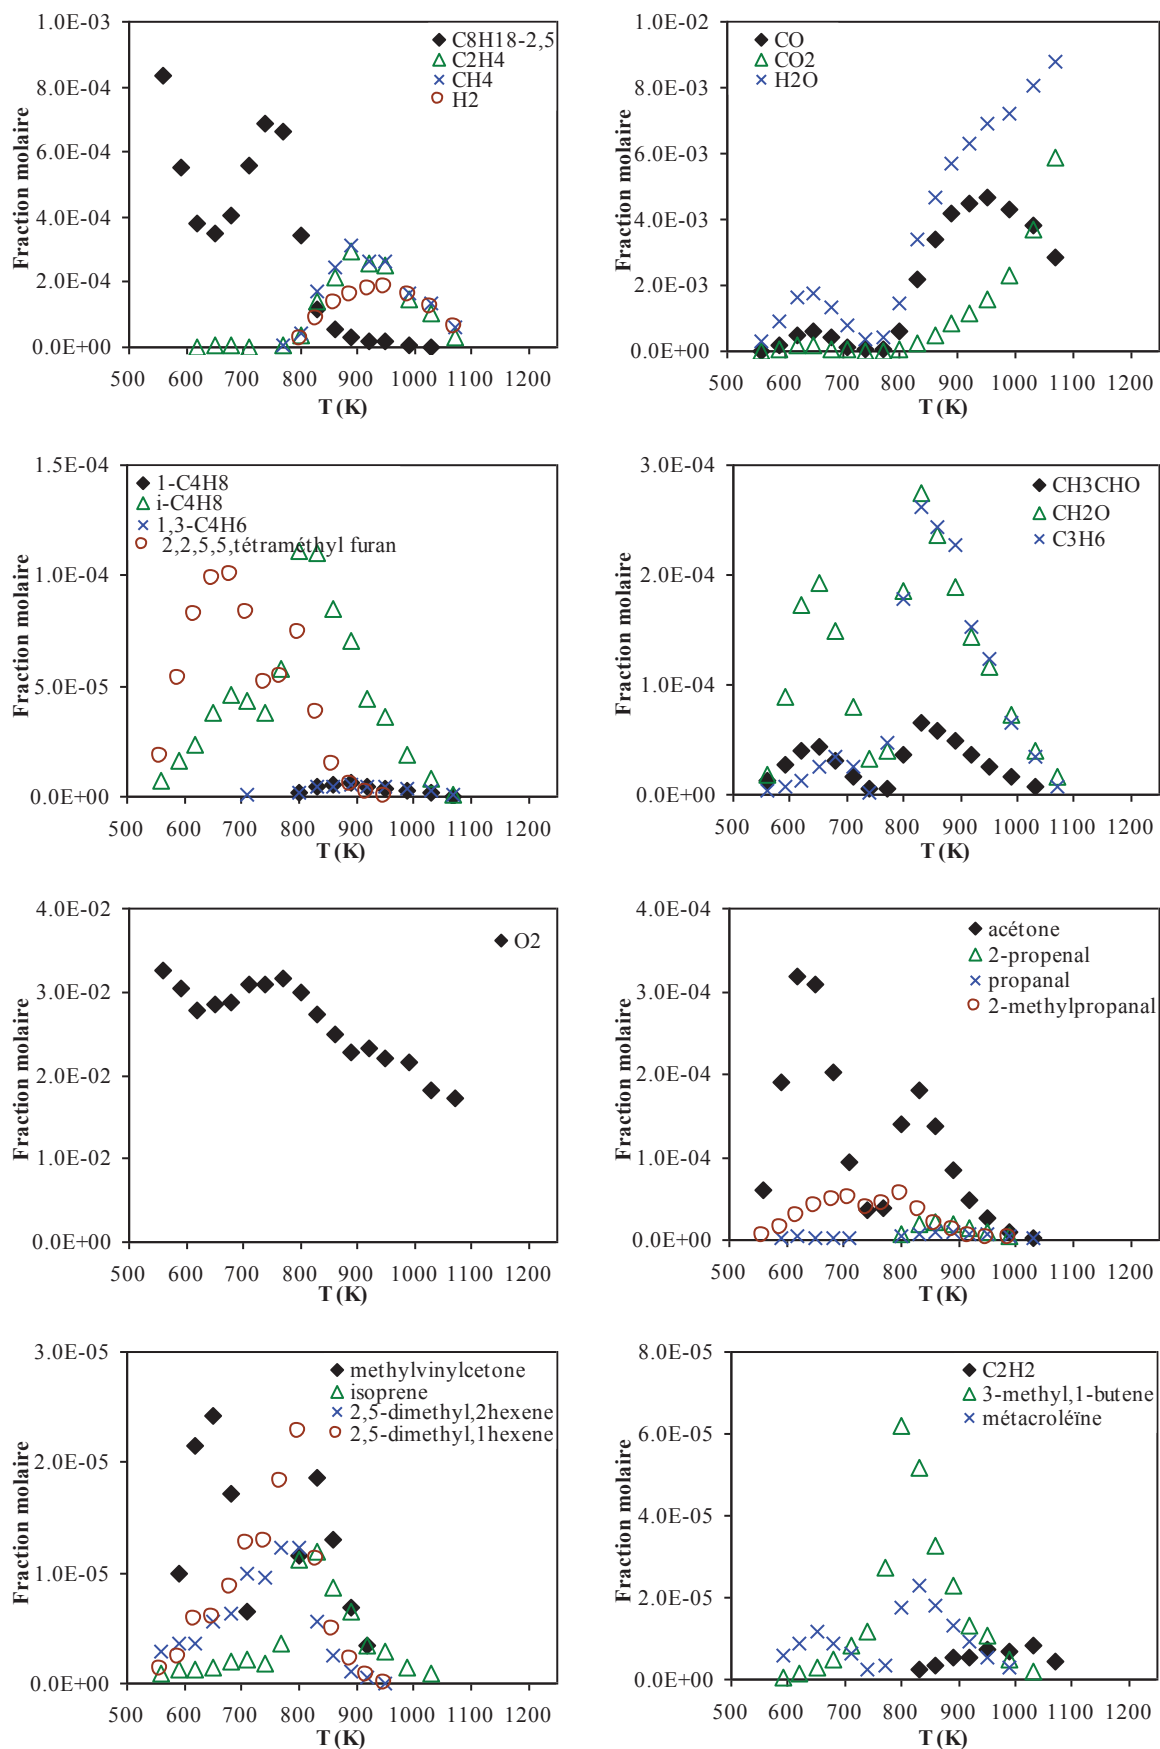 1.0E-03
8.0E-04
6.0E-04
4.0E-04
2.0E-04
0.0E+00
Fraction molaire
500 600 700 800 900 1000 1100 1200
T (K)
C8H18-2,5
C2H4
CH4
H2
1.0E-02
8.0E-03
6.0E-03
4.0E-03
2.0E-03
0.0E+00
Fraction molaire
500 600 700 800 900 1000 1100 1200
T (K)
CO
CO2
H2O
1.5E-04
1.0E-04
5.0E-05
0.0E+00
Fraction molaire
500 600 700 800 900 1000 1100 1200
T (K)
1-C4H8
i-C4H8
1,3-C4H6
2,2,5,5,tétraméthyl furan
3.0E-04
2.0E-04
1.0E-04
0.0E+00
Fraction molaire
500 600 700 800 900 1000 1100 1200
T (K)
CH3CHO
CH2O
C3H6
4.0E-02
3.0E-02
2.0E-02
1.0E-02
0.0E+00
Fraction molaire
500 600 700 800 900 1000 1100 1200
T (K)
O2
4.0E-04
3.0E-04
2.0E-04
1.0E-04
0.0E+00
Fraction molaire
500 600 700 800 900 1000 1100 1200
T (K)
acétone
2-propenal
propanal
2-methylpropanal
3.0E-05
2.0E-05
1.0E-05
0.0E+00
Fraction molaire
500 600 700 800 900 1000 1100 1200
T (K)
methylvinylcetone
isoprene
2,5-dimethyl,2hexene
2,5-dimethyl,1hexene
8.0E-05
6.0E-05
4.0E-05
2.0E-05
0.0E+00
Fraction molaire
500 600 700 800 900 1000 1100 1200
T (K)
C2H2
3-methyl,1-butene
métacroléïne